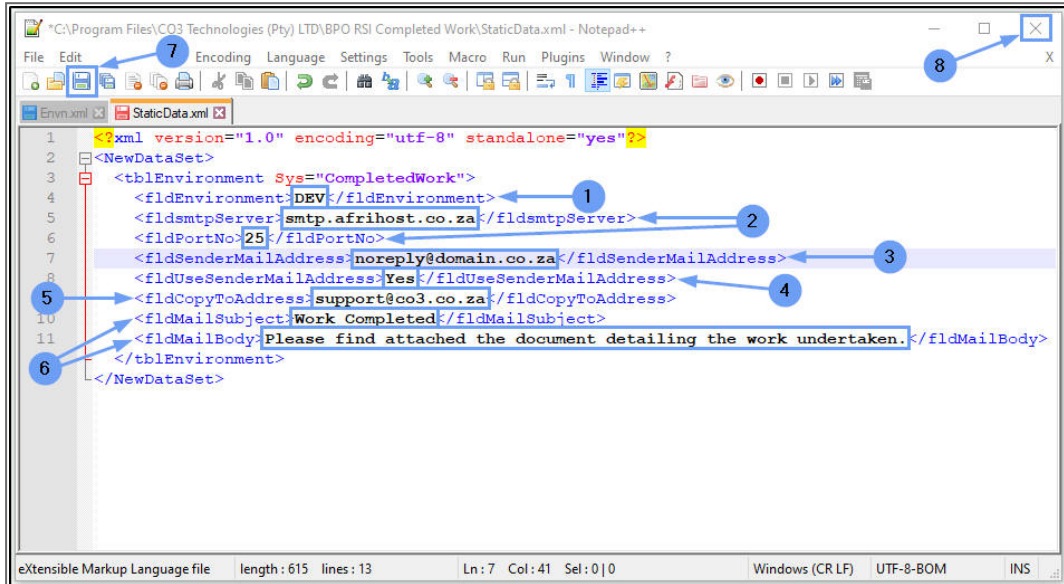 *C:\Program Files\CO3 Technologies (Pty) LTD\BPO RSI Completed Work\StaticData.xml - Notepad++
7
8
File Edit Encoding Language Settings Tools Macro Run Plugins Window ? X
Envn.xml StaticData.xml
1 <?xml version="1.0" encoding="utf-8" standalone="yes"?>
2 <NewDataSet>
3 <tblEnvironment Sys="CompletedWork">
4 <fldEnvironment>DEV</fldEnvironment> 1
5 <fldsmtpServer>smtp.afrihost.co.za</fldsmtpServer> 2
6 <fldPortNo>25</fldPortNo>
7 <fldSenderMailAddress>noreply@domain.co.za</fldSenderMailAddress> 3
8 <fldUseSenderMailAddress>Yes</fldUseSenderMailAddress> 4
5 <fldCopyToAddress>support@co3.co.za</fldCopyToAddress>
10 <fldMailSubject>Work Completed</fldMailSubject>
11 <fldMailBody>Please find attached the document detailing the work undertaken.</fldMailBody>
6 </tblEnvironment>
</NewDataSet>
eXtensible Markup Language file length : 615 lines : 13 Ln : 7 Col : 41 Sel : 0 | 0 Windows (CR LF) UTF-8-BOM INS